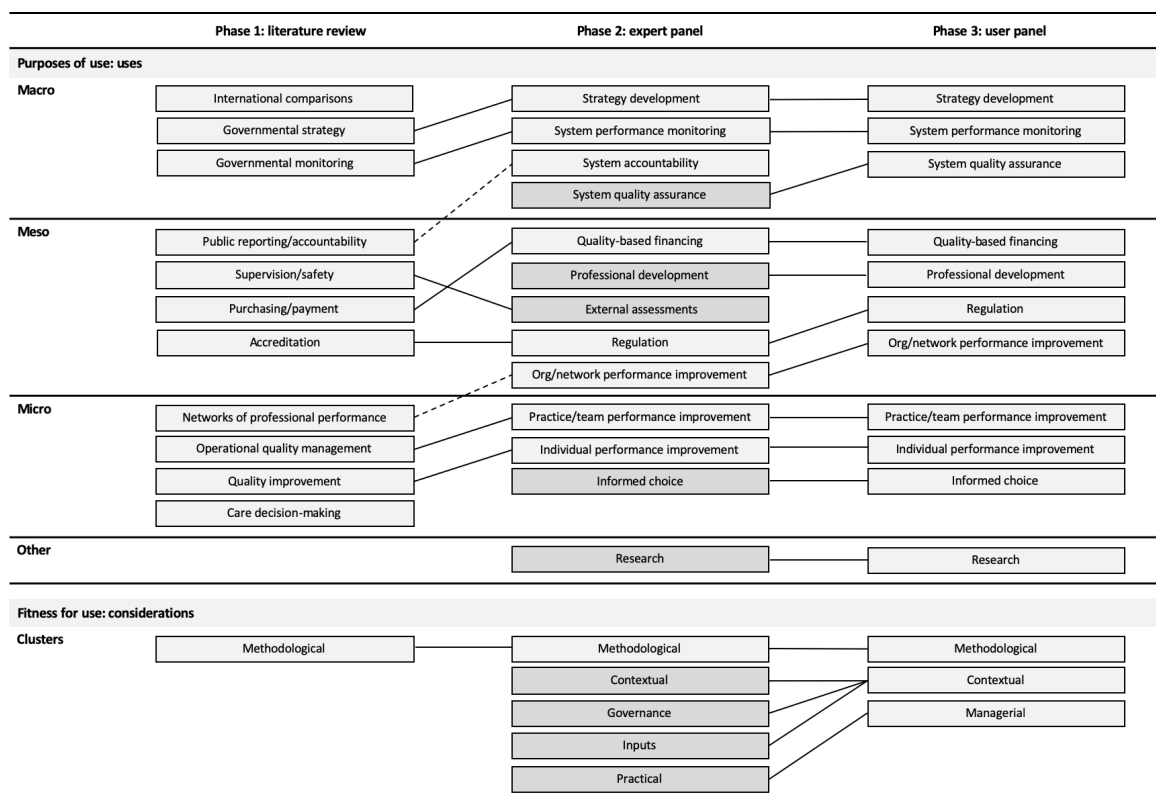 Phase 1: literature review Phase 2: expert panel Phase 3: user panel
Purposes of use: uses
Macro
International comparisons Strategy development Strategy development
Governmental strategy System performance monitoring System performance monitoring
Governmental monitoring System accountability System quality assurance
System quality assurance
Meso
Public reporting/accountability Quality-based financing Quality-based financing
Supervision/safety Professional development Professional development
Purchasing/payment External assessments Regulation
Accreditation Regulation Org/network performance improvement
Org/network performance improvement
Micro
Networks of professional performance Practice/team performance improvement Practice/team performance improvement
Operational quality management Individual performance improvement Individual performance improvement
Quality improvement Informed choice Informed choice
Care decision-making
Other
Research Research
Fitness for use: considerations
Clusters
Methodological Methodological Methodological
Contextual Contextual
Governance Managerial
Inputs
Practical